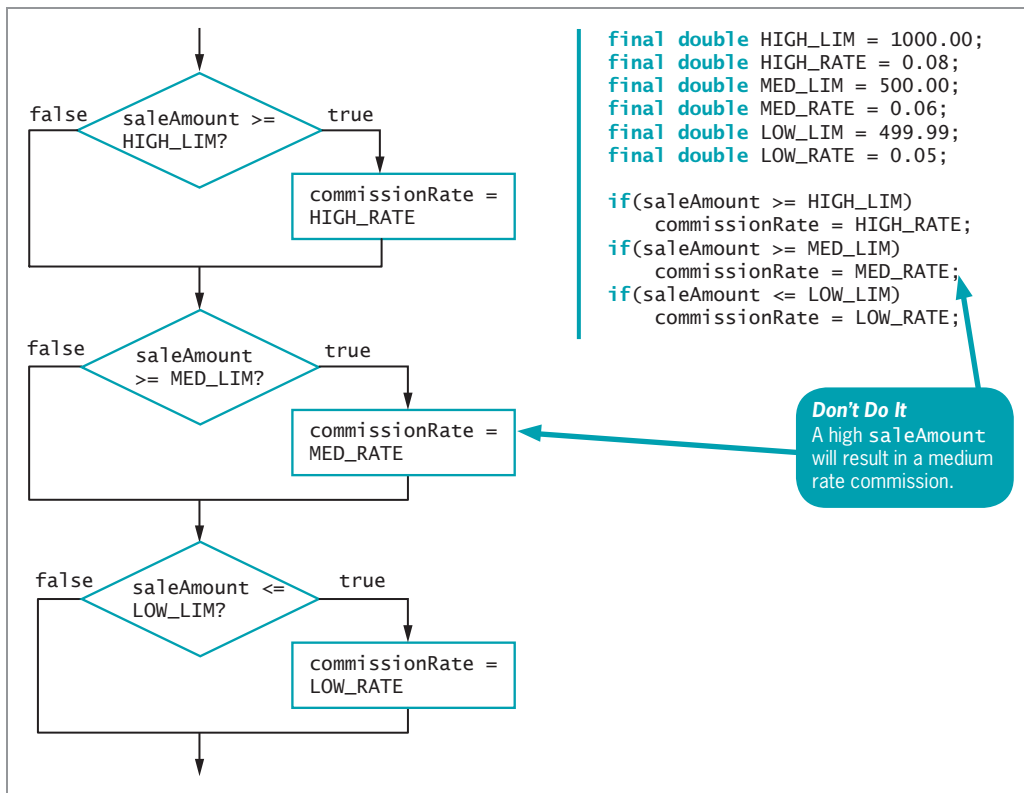 false
saleAmount >=
HIGH_LIM?
true
commissionRate =
HIGH_RATE
false
saleAmount
>= MED_LIM?
true
commissionRate =
MED_RATE
false
saleAmount <=
LOW_LIM?
true
commissionRate =
LOW_RATE
final double HIGH_LIM = 1000.00;
final double HIGH_RATE = 0.08;
final double MED_LIM = 500.00;
final double MED_RATE = 0.06;
final double LOW_LIM = 499.99;
final double LOW_RATE = 0.05;
if(saleAmount >= HIGH_LIM)
    commissionRate = HIGH_RATE;
if(saleAmount >= MED_LIM)
    commissionRate = MED_RATE;
if(saleAmount <= LOW_LIM)
    commissionRate = LOW_RATE;
Don't Do It
A high saleAmount
will result in a medium
rate commission.